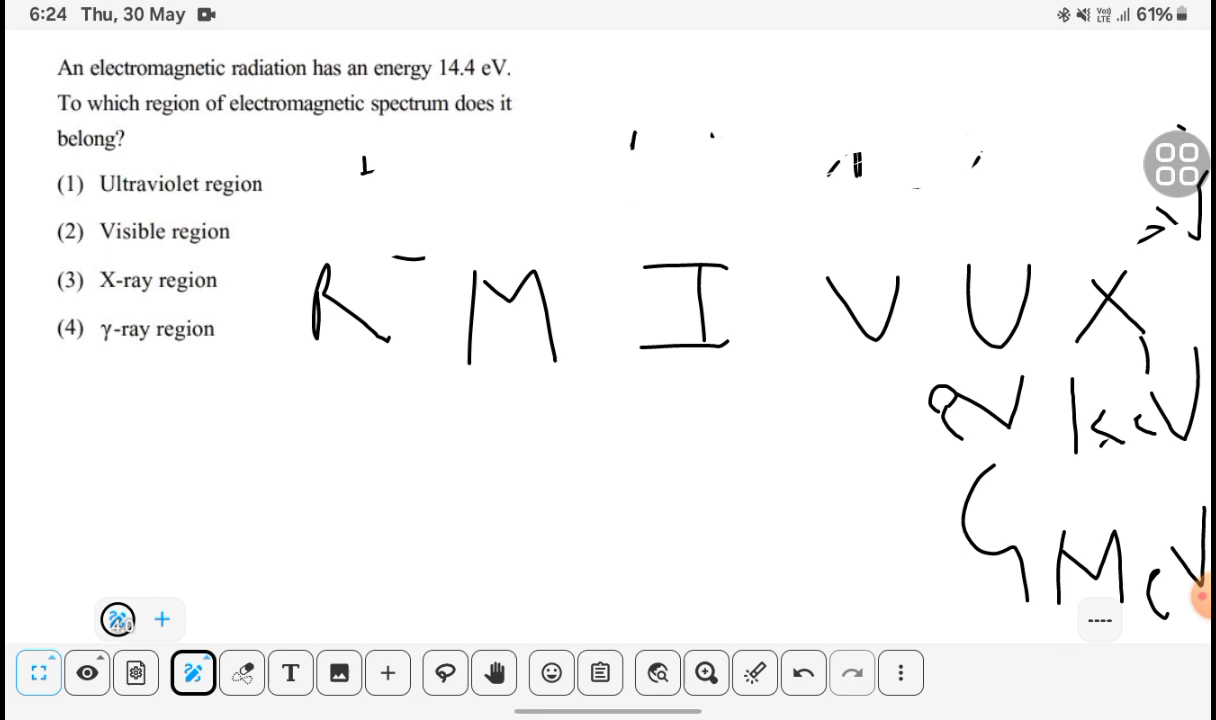 6:24 Thu, 30 May
Vo)) LTE 61%
An electromagnetic radiation has an energy 14.4 eV.
To which region of electromagnetic spectrum does it
belong?
(1) Ultraviolet region
(2) Visible region
(3) X-ray region
(4) γ-ray region
R M I V U X
eV keV
G MeV
T